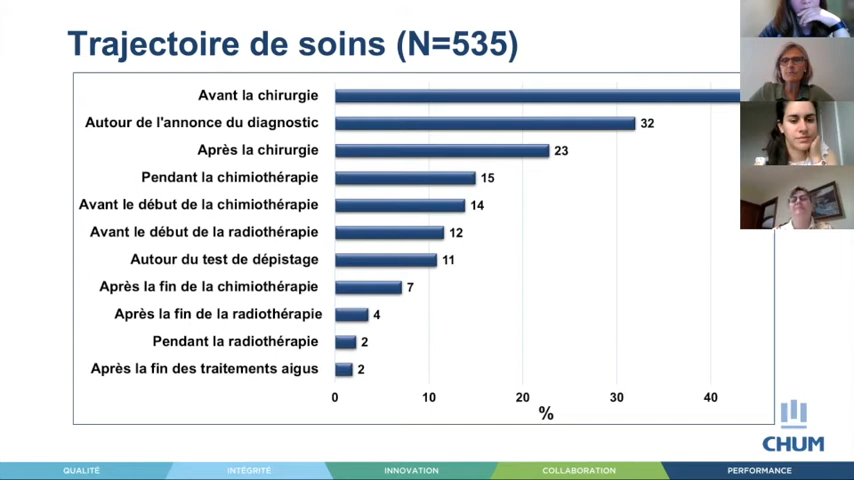 Trajectoire de soins (N=535)
Avant la chirurgie
Autour de l'annonce du diagnostic 32
Après la chirurgie 23
Pendant la chimiothérapie 15
Avant le début de la chimiothérapie 14
Avant le début de la radiothérapie 12
Autour du test de dépistage 11
Après la fin de la chimiothérapie 7
Après la fin de la radiothérapie 4
Pendant la radiothérapie 2
Après la fin des traitements aigus 2
0 10 20 30 40
%
CHUM
QUALITÉ INTÉGRITÉ INNOVATION COLLABORATION PERFORMANCE